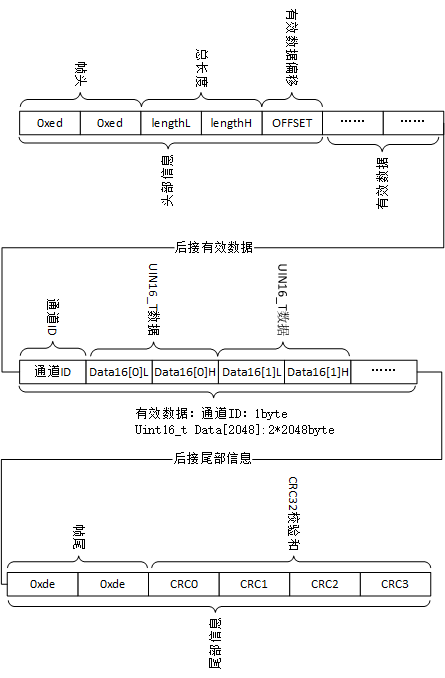 帧头
总长度
有效数据偏移
0xed 0xed lengthL lengthH OFFSET …… ……
头部信息
有效数据
后接有效数据
通道ID
UIN16_T数据
UIN16_T数据
通道ID Data16[0]L Data16[0]H Data16[1]L Data16[1]H ……
有效数据：通道ID：1byte
Uint16_t Data[2048]:2*2048byte
后接尾部信息
帧尾
CRC32校验和
0xde 0xde CRC0 CRC1 CRC2 CRC3
尾部信息